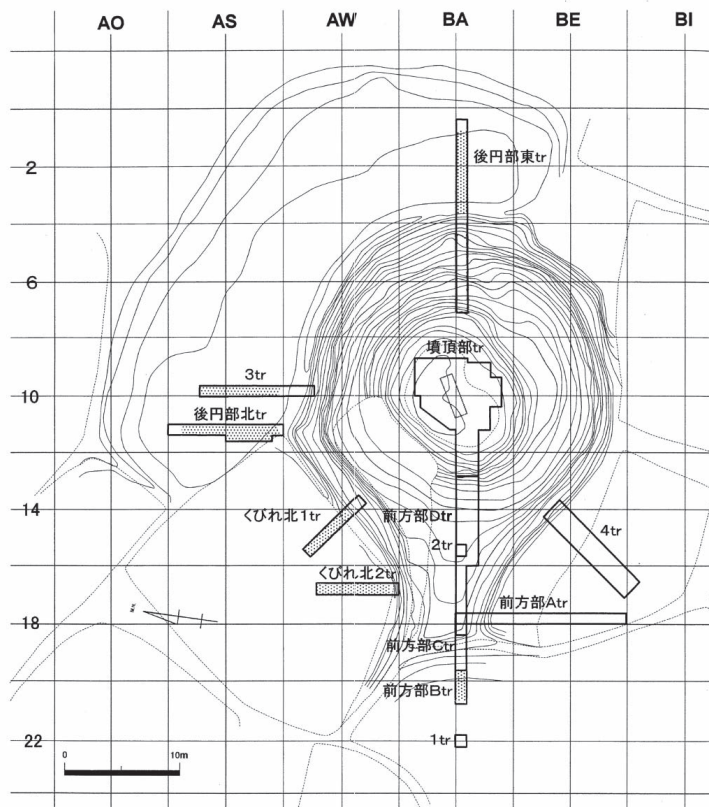 AO AS AW BA BE BI
2
後円部東tr
6
墳頂部tr
3tr
10
後円部北tr
14
くびれ北1tr
前方部Dtr
4tr
2tr
くびれ北2tr
前方部Atr
18
前方部Ctr
前方部Btr
22
1tr
0 10m